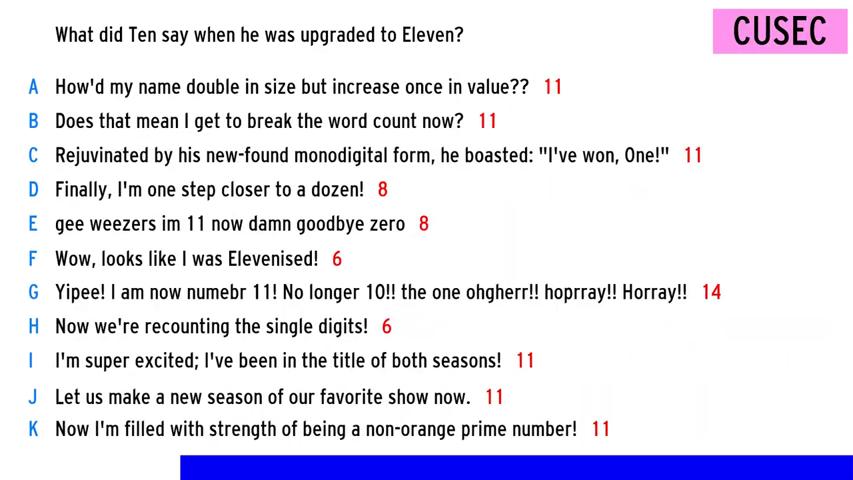 What did Ten say when he was upgraded to Eleven?
CUSEC
A How'd my name double in size but increase once in value?? 11
B Does that mean I get to break the word count now? 11
C Rejuvinated by his new-found monodigital form, he boasted: "I've won, One!" 11
D Finally, I'm one step closer to a dozen! 8
E gee weezers im 11 now damn goodbye zero 8
F Wow, looks like I was Elevenised! 6
G Yipee! I am now numebr 11! No longer 10!! the one ohgherr!! hoprray!! Horray!! 14
H Now we're recounting the single digits! 6
I I'm super excited; I've been in the title of both seasons! 11
J Let us make a new season of our favorite show now. 11
K Now I'm filled with strength of being a non-orange prime number! 11